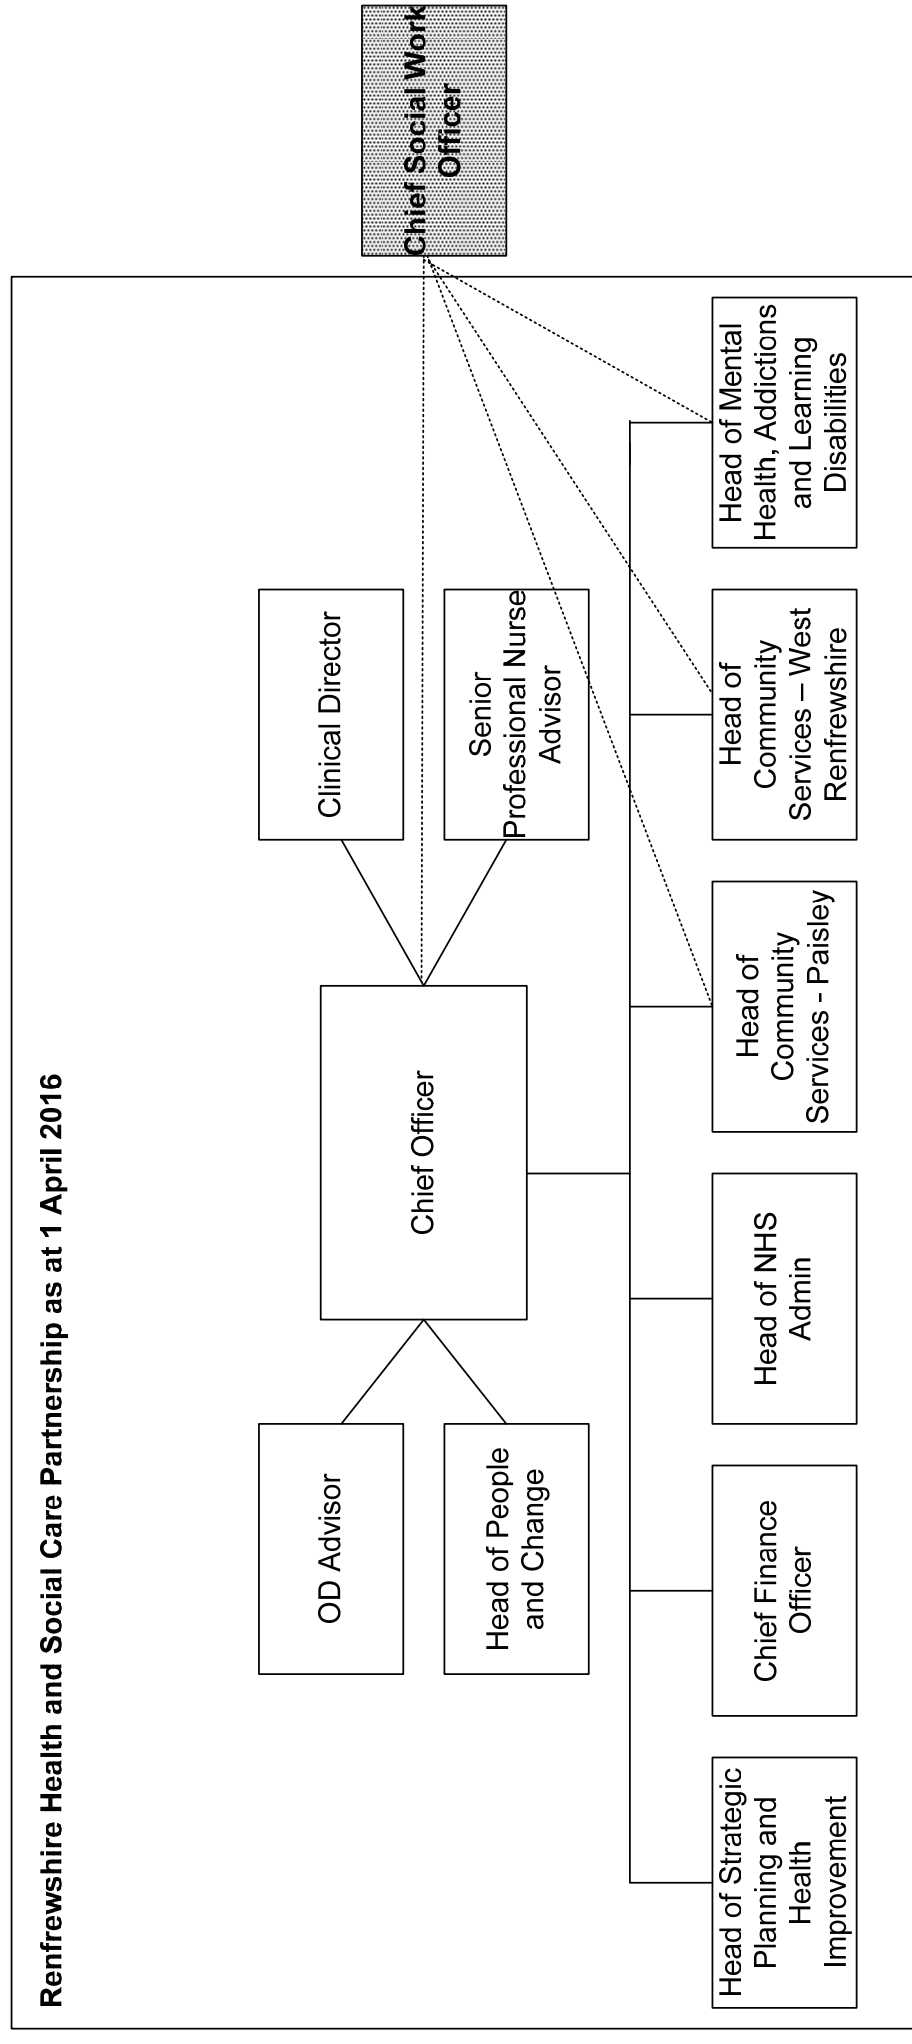 Renfrewshire Health and Social Care Partnership as at 1 April 2016
Chief Social Work
Officer
OD Advisor
Clinical Director
Chief Officer
Head of People
and Change
Senior
Professional Nurse
Advisor
Head of Strategic
Planning and
Health
Improvement
Chief Finance
Officer
Head of NHS
Admin
Head of
Community
Services - Paisley
Head of
Community
Services – West
Renfrewshire
Head of Mental
Health, Addictions
and Learning
Disabilities